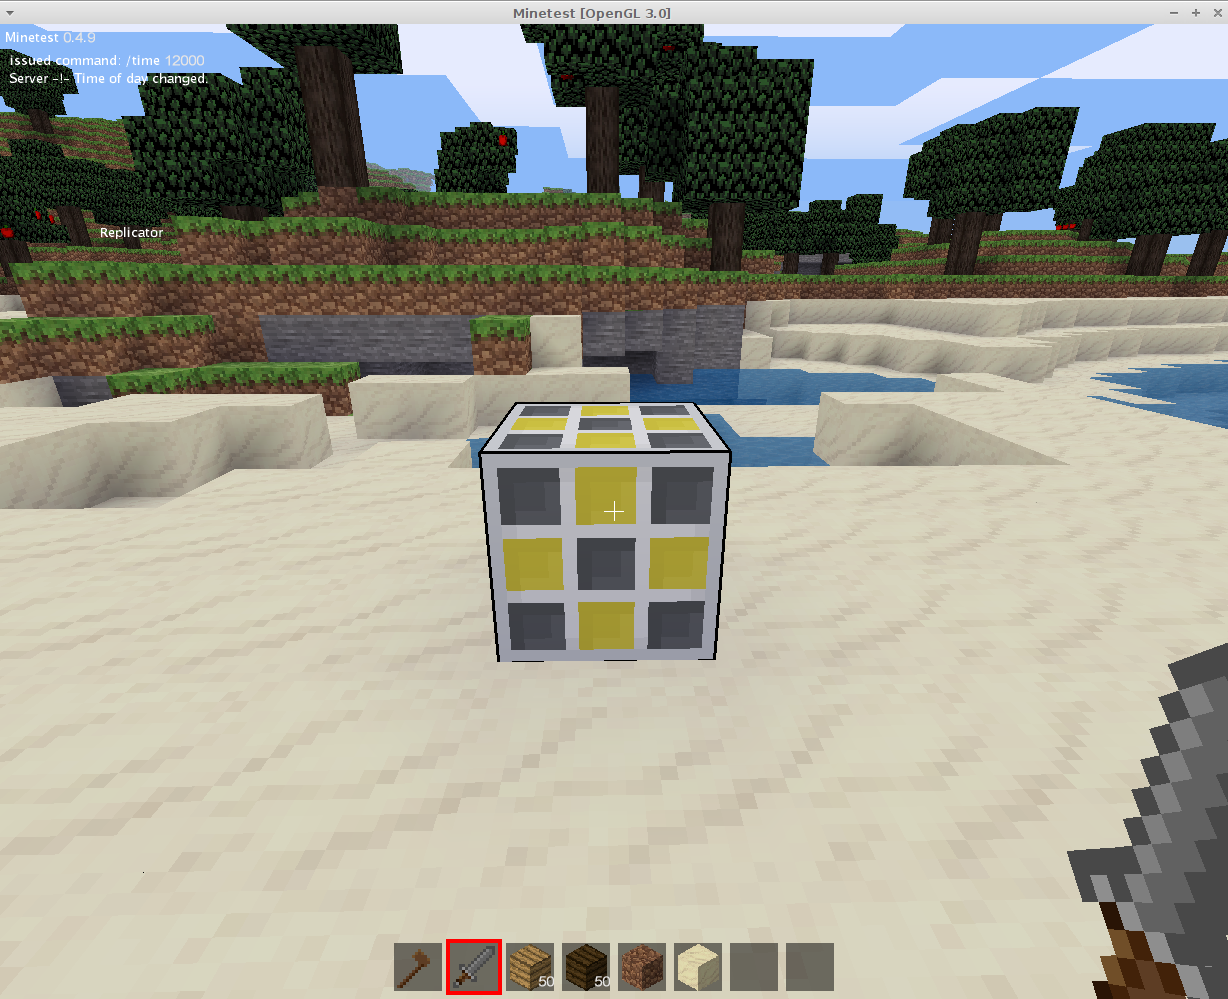 Minetest [OpenGL 3.0]
Minetest 0.4.9
issued command: /time 12000
Server -!- Time of day changed.
Replicator
50
50